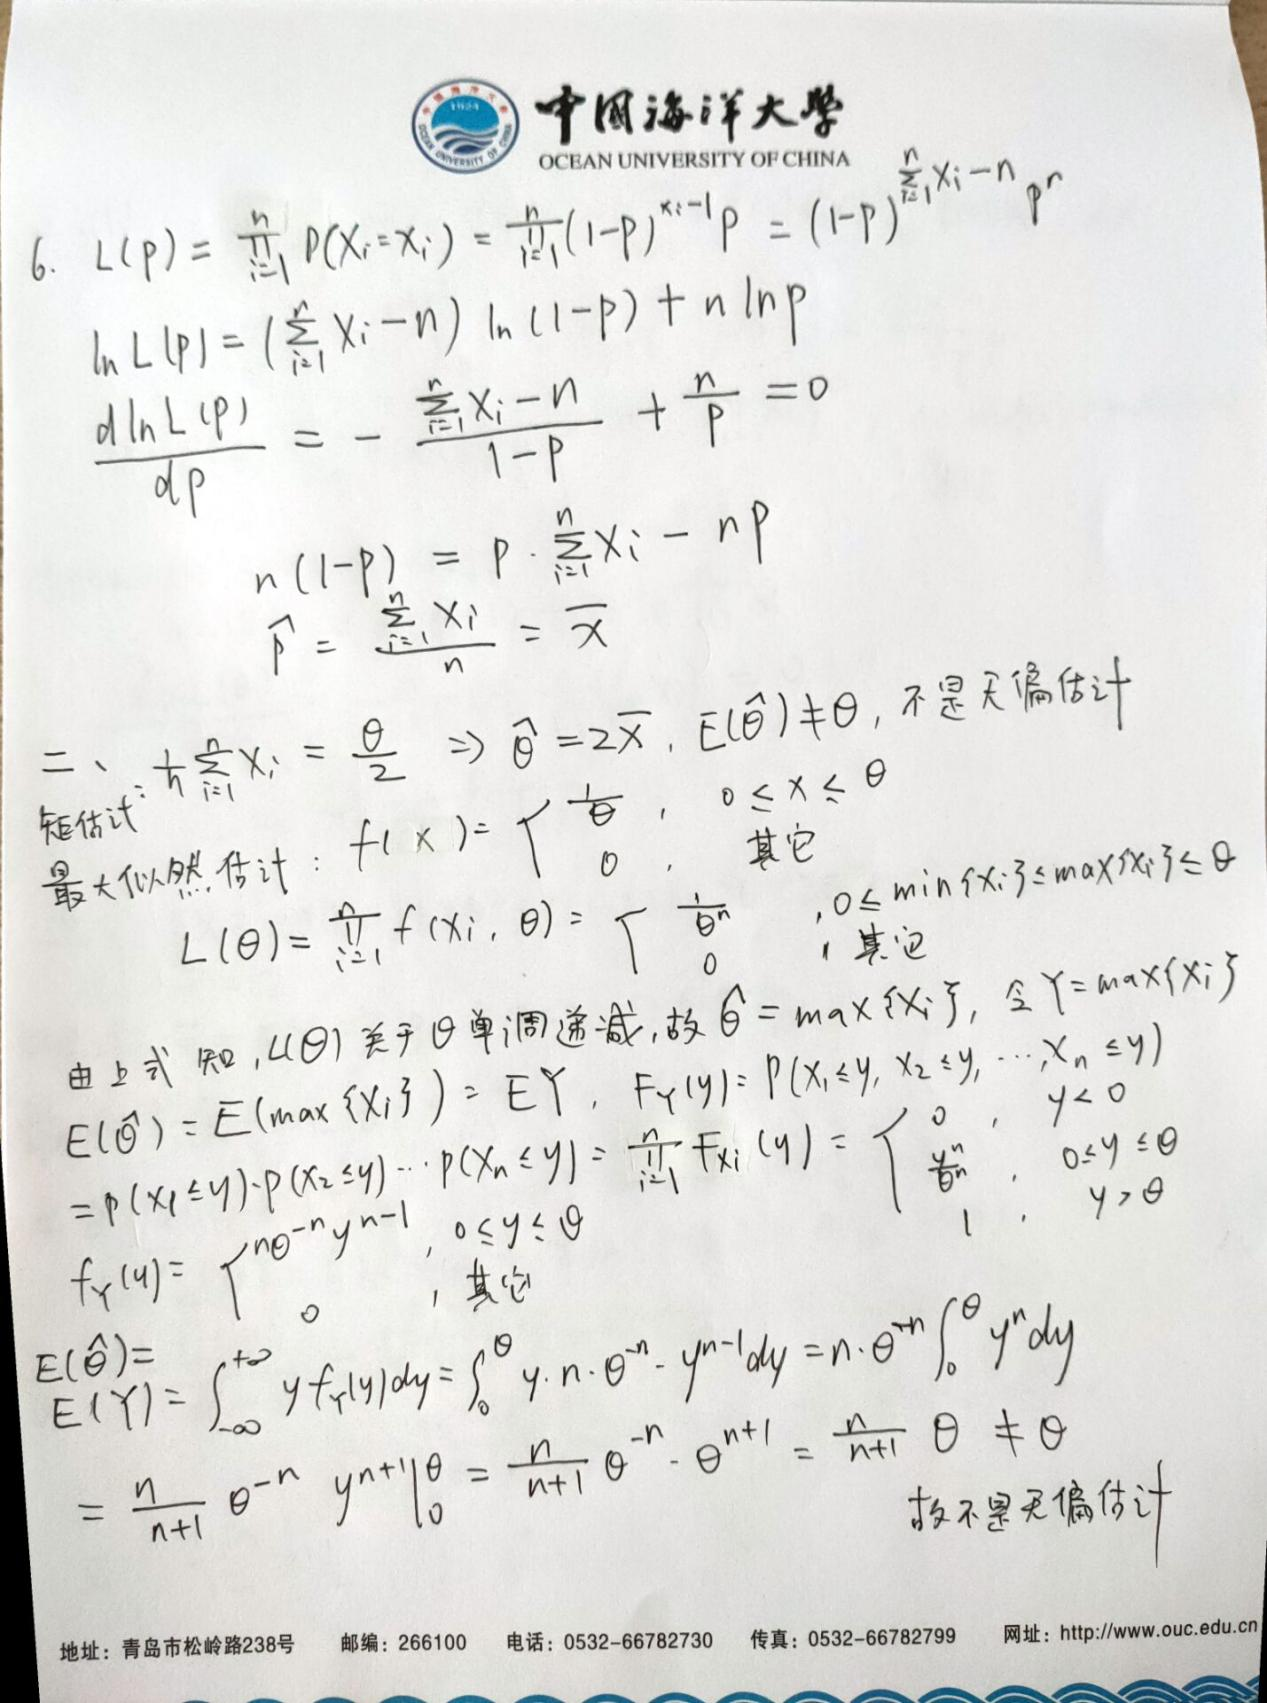 中国海洋大学
OCEAN UNIVERSITY OF CHINA
6. L(p) = ∏_{i=1}^{n} P(X_i=x_i) = ∏_{i=1}^{n} (1-p)^{x_i-1} p = (1-p)^{∑_{i=1}^{n} X_i-n} p^n
ln L(p) = (∑_{i=1}^{n} X_i-n) ln(1-p) + n ln p
d ln L(p) / dp = - (∑_{i=1}^{n} X_i-n) / (1-p) + n/p = 0
n(1-p) = p · ∑_{i=1}^{n} X_i - np
p̂ = ∑_{i=1}^{n} X_i / n = x̄
二、 1/n ∑_{i=1}^{n} X_i = θ/2 ⇒ θ̂ = 2X̄, E(θ̂) ≠ θ, 不是无偏估计
矩估计:
最大似然估计: f(x) = { 1/θ, 0≤x≤θ
0, 其它
L(θ) = ∏_{i=1}^{n} f(x_i, θ) = { 1/θ^n, 0≤min{x_i}≤max{x_i}≤θ
0, 其它
由上式知, L(θ)关于θ单调递减,故 θ̂ = max{X_i}, 令Y=max{X_i}
E(θ̂) = E(max{X_i}) = EY, F_Y(y) = P(X_1≤y, X_2≤y, ⋯, X_n≤y)
= P(X_1≤y)·P(X_2≤y)⋯P(X_n≤y) = ∏_{i=1}^{n} F_{X_i}(y) = { 0, y<0
y^n/θ^n, 0≤y≤θ
1, y>θ
f_Y(y) = { nθ^{-n} y^{n-1}, 0≤y≤θ
0, 其它
E(θ̂) =
E(Y) = ∫_{-∞}^{+∞} y f_Y(y) dy = ∫_0^θ y·n·θ^{-n}·y^{n-1} dy = n·θ^{-n} ∫_0^θ y^n dy
= n/(n+1) θ^{-n} y^{n+1} |_0^θ = n/(n+1) θ^{-n}·θ^{n+1} = n/(n+1) θ ≠ θ
故不是无偏估计
地址：青岛市松岭路238号 邮编：266100 电话：0532-66782730 传真：0532-66782799 网址：http://www.ouc.edu.cn